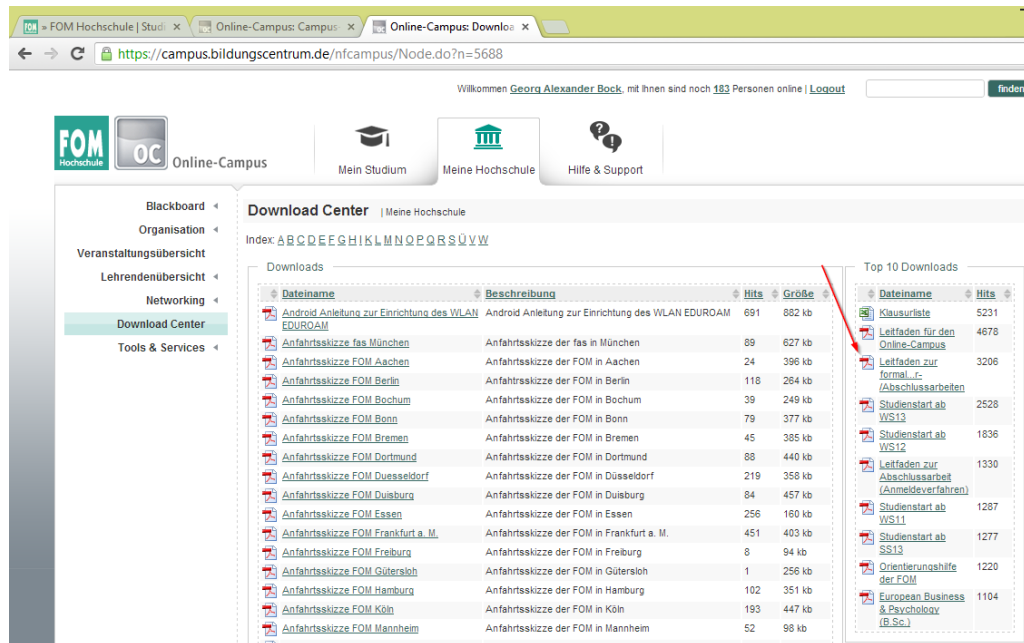 » FOM Hochschule | Studi
Online-Campus: Campus-
Online-Campus: Downloa
https://campus.bildungscentrum.de/nfcampus/Node.do?n=5688
Willkommen Georg Alexander Bock, mit Ihnen sind noch 183 Personen online | Logout
finden
FOM
Hochschule
OC
Online-Campus
Mein Studium
Meine Hochschule
Hilfe & Support
Blackboard
Organisation
Veranstaltungsübersicht
Lehrendenübersicht
Networking
Download Center
Tools & Services
Download Center | Meine Hochschule
Index: A B C D E F G H I K L M N O P Q R S Ü V W
Downloads
Dateiname Beschreibung Hits Größe
Android Anleitung zur Einrichtung des WLAN Android Anleitung zur Einrichtung des WLAN EDUROAM 691 882 kb
EDUROAM
Anfahrtsskizze fas München Anfahrtsskizze der fas in München 89 627 kb
Anfahrtsskizze FOM Aachen Anfahrtsskizze der FOM in Aachen 24 396 kb
Anfahrtsskizze FOM Berlin Anfahrtsskizze der FOM in Berlin 118 264 kb
Anfahrtsskizze FOM Bochum Anfahrtsskizze der FOM in Bochum 39 249 kb
Anfahrtsskizze FOM Bonn Anfahrtsskizze der FOM in Bonn 79 377 kb
Anfahrtsskizze FOM Bremen Anfahrtsskizze der FOM in Bremen 45 385 kb
Anfahrtsskizze FOM Dortmund Anfahrtsskizze der FOM in Dortmund 88 440 kb
Anfahrtsskizze FOM Duesseldorf Anfahrtsskizze der FOM in Düsseldorf 219 358 kb
Anfahrtsskizze FOM Duisburg Anfahrtsskizze der FOM in Duisburg 84 457 kb
Anfahrtsskizze FOM Essen Anfahrtsskizze der FOM in Essen 256 160 kb
Anfahrtsskizze FOM Frankfurt a. M. Anfahrtsskizze der FOM in Frankfurt a. M. 451 403 kb
Anfahrtsskizze FOM Freiburg Anfahrtsskizze der FOM in Freiburg 8 94 kb
Anfahrtsskizze FOM Gütersloh Anfahrtsskizze der FOM in Gütersloh 1 256 kb
Anfahrtsskizze FOM Hamburg Anfahrtsskizze der FOM in Hamburg 102 351 kb
Anfahrtsskizze FOM Köln Anfahrtsskizze der FOM in Köln 193 447 kb
Anfahrtsskizze FOM Mannheim Anfahrtsskizze der FOM in Mannheim 52 98 kb
Top 10 Downloads
Dateiname Hits
Klausurliste 5231
Leitfaden für den 4678
Online-Campus
Leitfaden zur 3206
formal...r-
/Abschlussarbeiten
Studienstart ab 2528
WS13
Studienstart ab 1836
WS12
Leitfaden zur 1330
Abschlussarbeit
(Anmeldeverfahren)
Studienstart ab 1287
WS11
Studienstart ab 1277
SS13
Orientierungshilfe 1220
der FOM
European Business 1104
& Psychology
(B.Sc.)